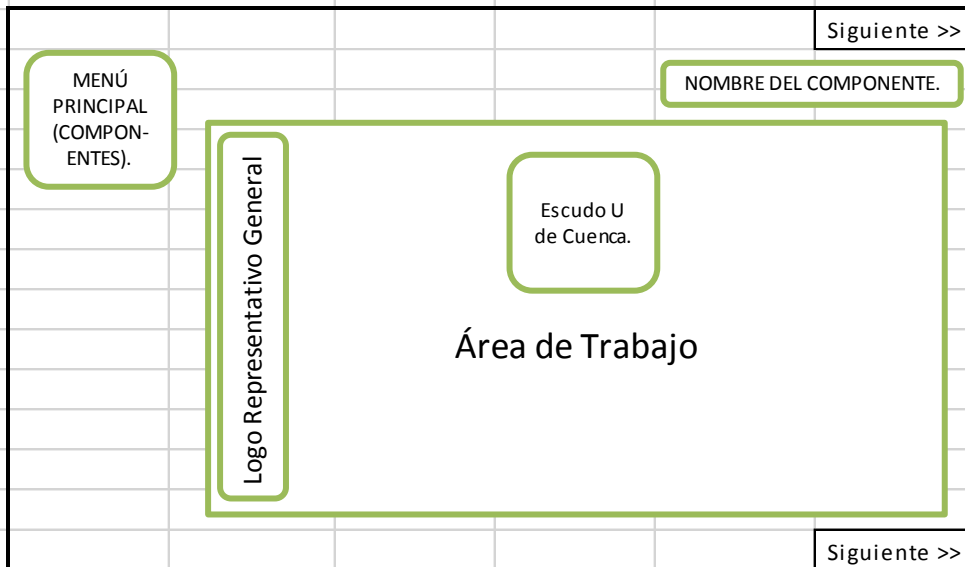 Siguiente >>
MENÚ
PRINCIPAL
(COMPON-
ENTES).
NOMBRE DEL COMPONENTE.
Logo Representativo General
Escudo U
de Cuenca.
Área de Trabajo
Siguiente >>